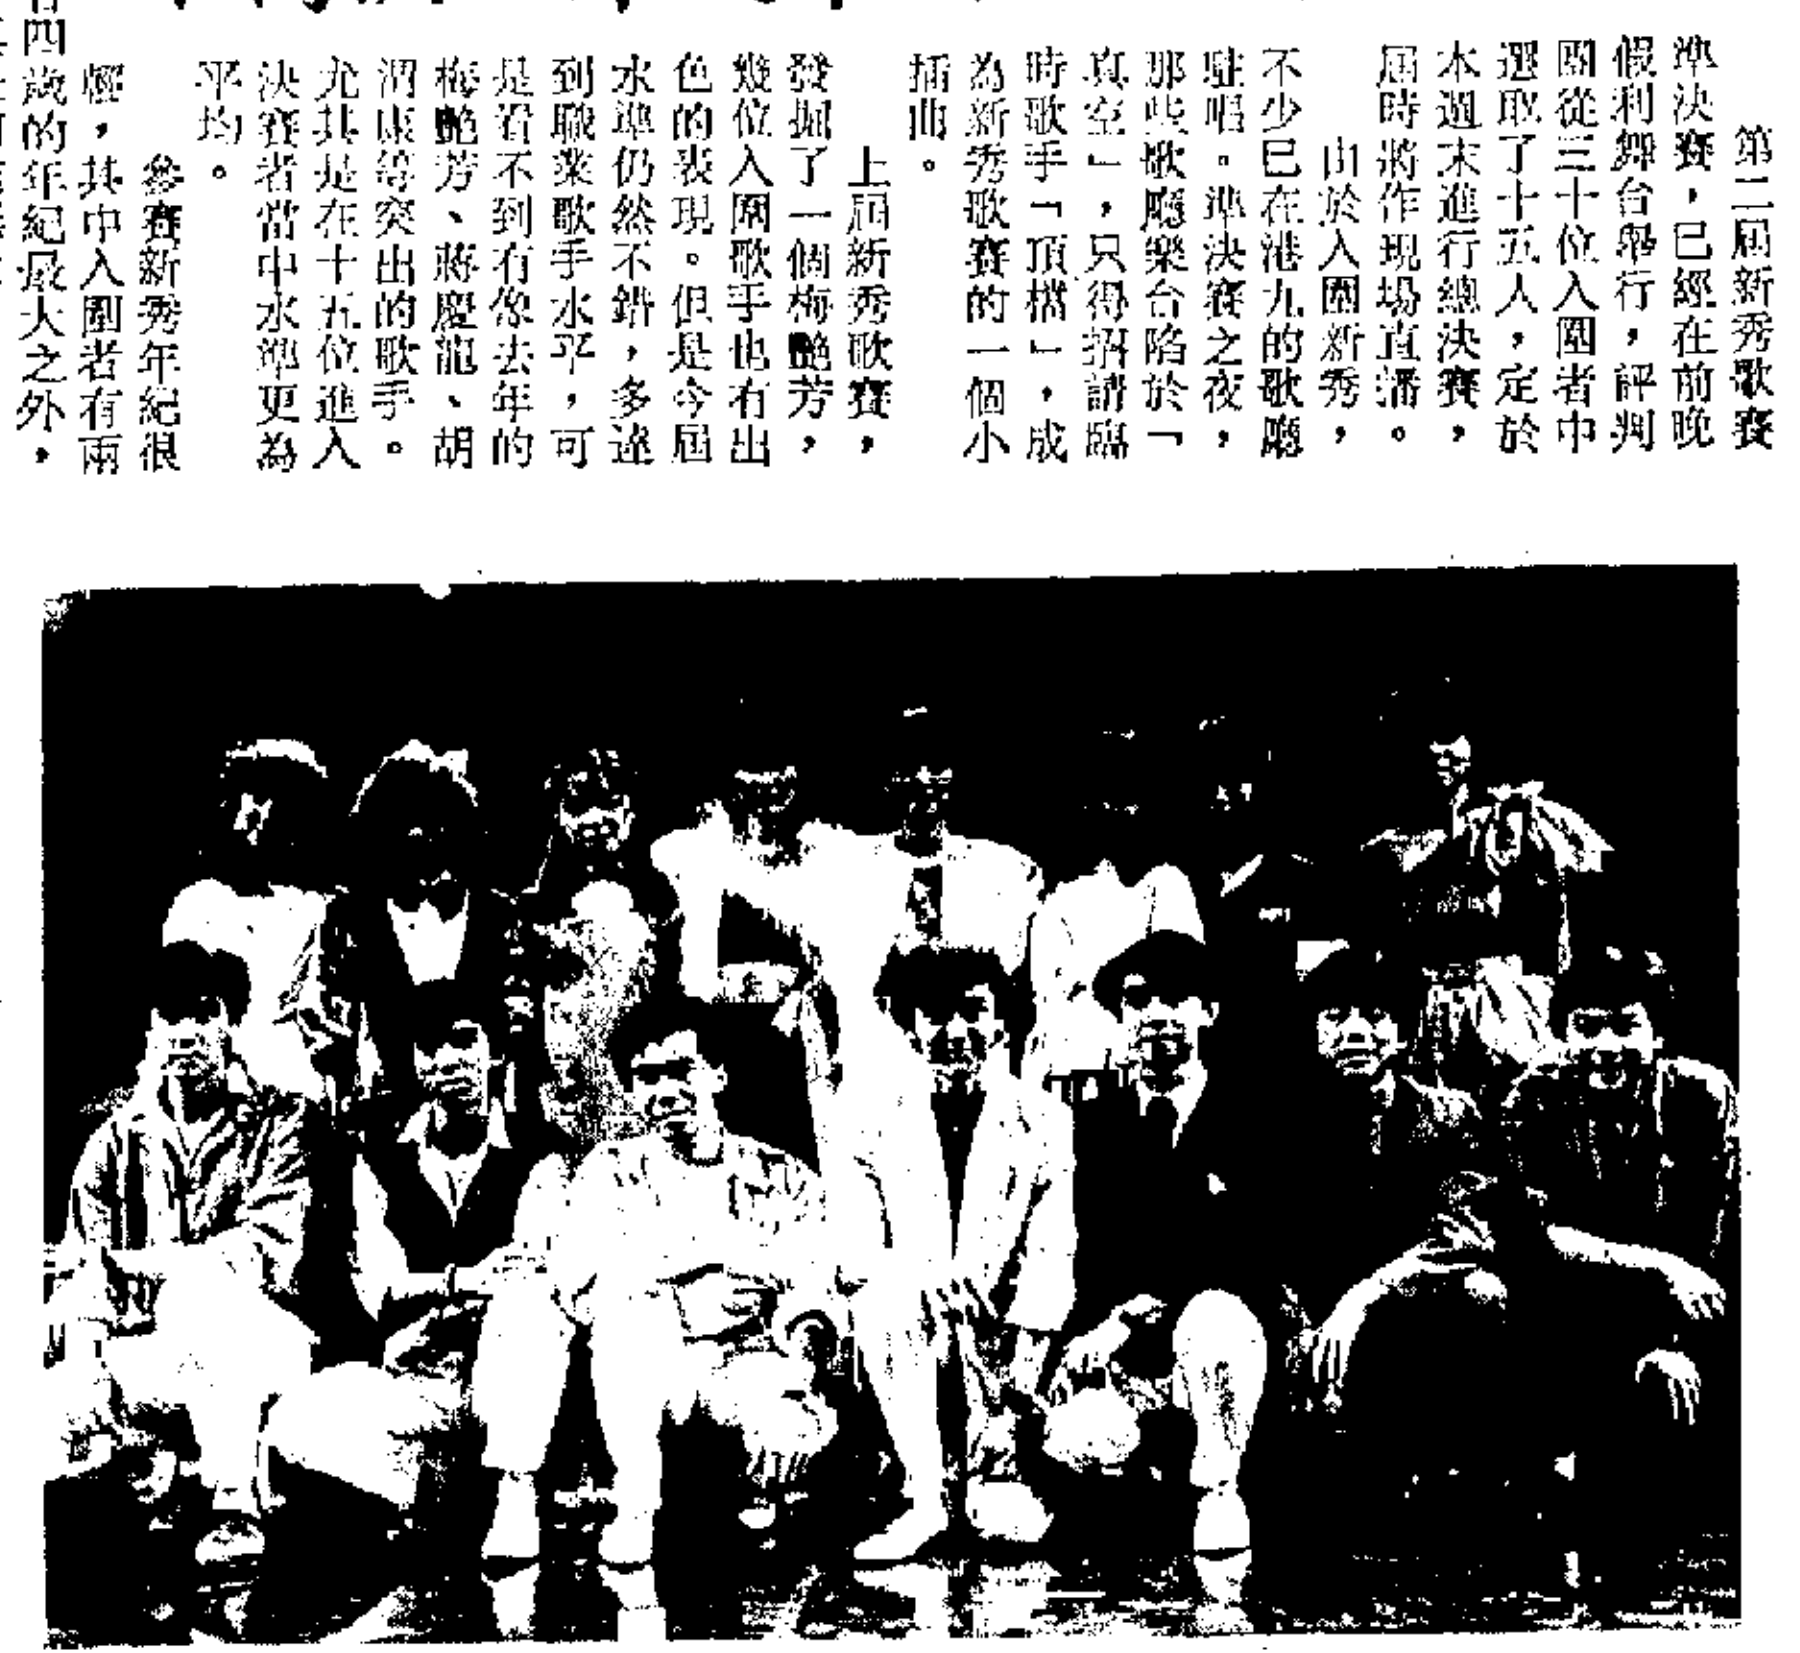 第二屆新秀歌賽
準決賽，已經在前晚
假利舞台舉行，評判
團從三十位入圍者中
選取了十五人，定於
本週末進行總決賽，
屆時將作現場直播。
由於入圍新秀，
不少已在港九的歌廳
駐唱。準決賽之夜，
那些歌廳樂台陷於「
真空」，只得招請臨
時歌手「頂檔」，成
為新秀歌賽的一個小
插曲。
上屆新秀歌賽，
發掘了一個梅艷芳，
幾位入圍歌手也有出
色的表現。但是今屆
水準仍然不錯，多達
到職業歌手水平，可
是看不到有像去年的
梅艷芳、蔣慶龍、胡
渭康等突出的歌手。
尤其是在十五位進入
決賽者當中水準更為
平均。
參賽新秀年紀很
輕，其中入圍者有兩
四歲的年紀最大之外，